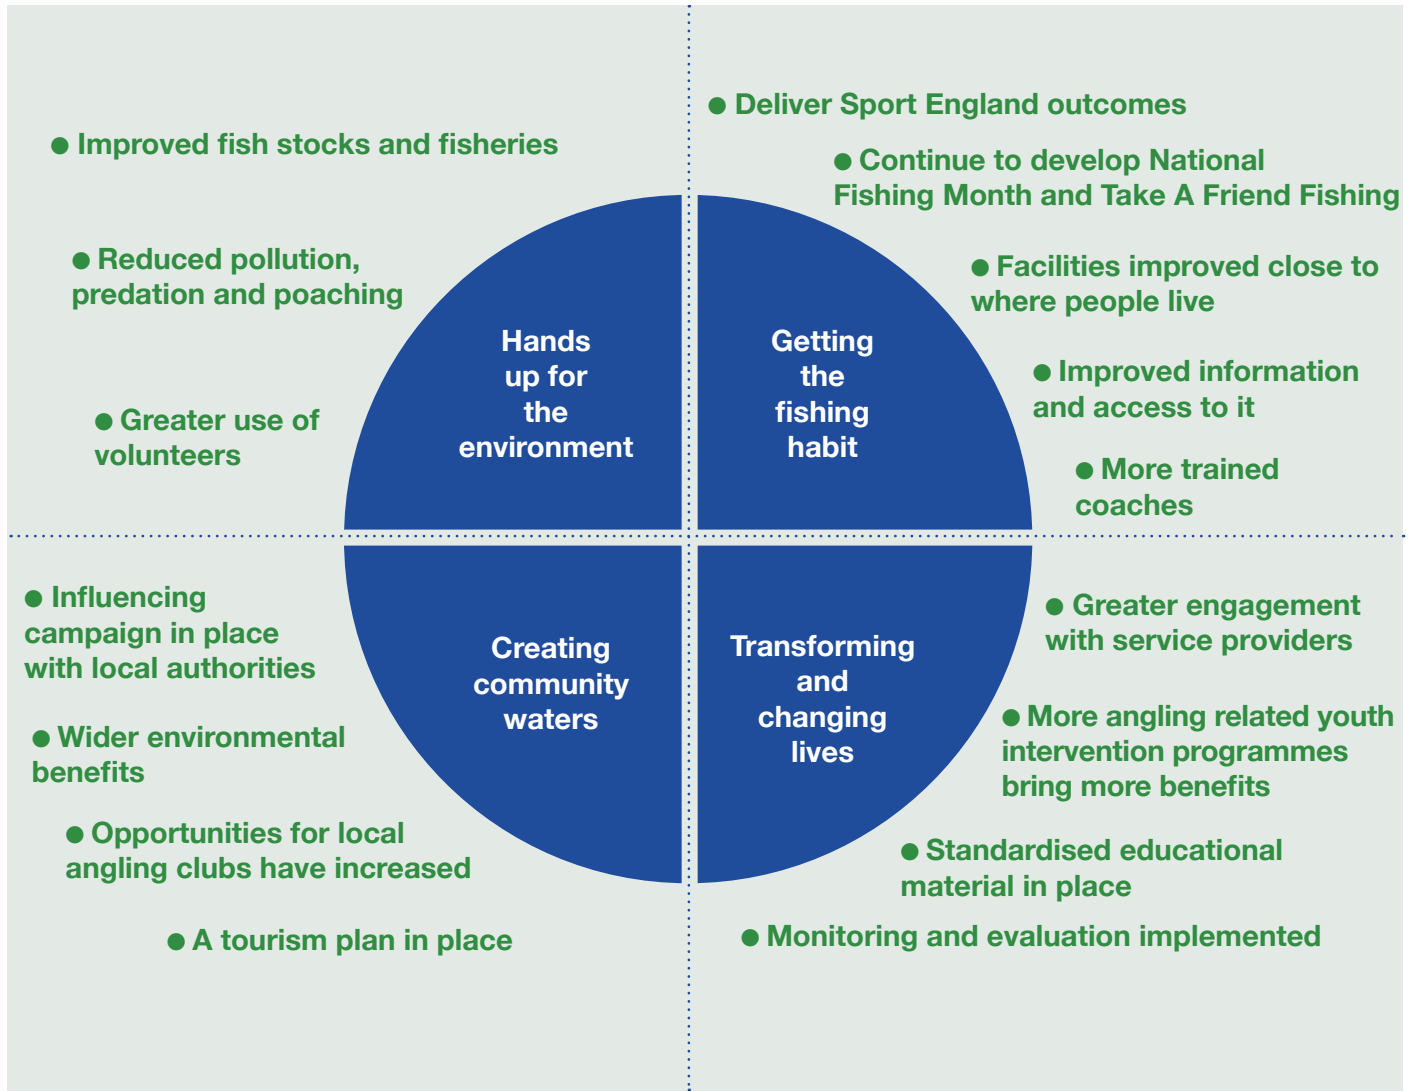 ● Improved fish stocks and fisheries
● Reduced pollution,
predation and poaching
● Greater use of
volunteers
Hands
up for
the
environment
● Deliver Sport England outcomes
● Continue to develop National
Fishing Month and Take A Friend Fishing
● Facilities improved close to
where people live
● Improved information
and access to it
● More trained
coaches
Getting
the
fishing
habit
● Influencing
campaign in place
with local authorities
● Wider environmental
benefits
● Opportunities for local
angling clubs have increased
● A tourism plan in place
Creating
community
waters
Transforming
and
changing
lives
● Greater engagement
with service providers
● More angling related youth
intervention programmes
bring more benefits
● Standardised educational
material in place
● Monitoring and evaluation implemented